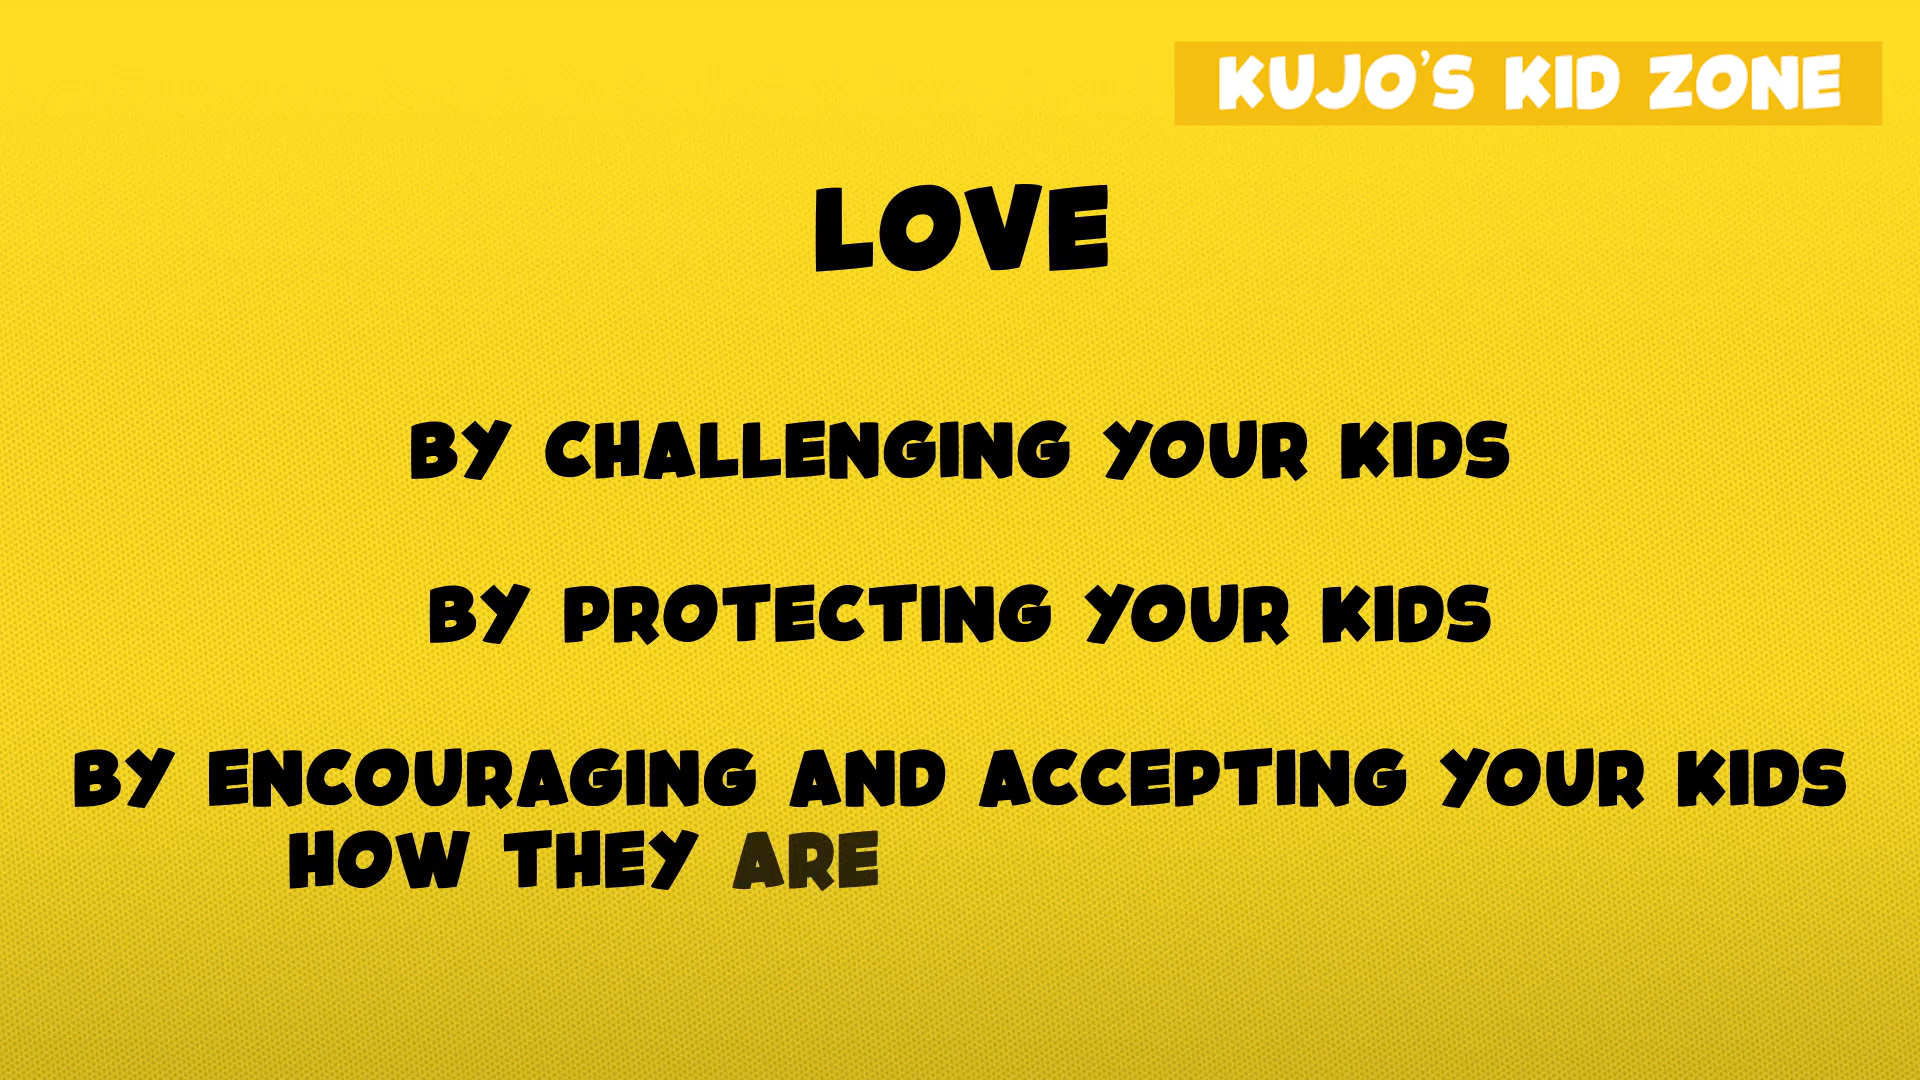 KUJO'S KID ZONE
LOVE
BY CHALLENGING YOUR KIDS
BY PROTECTING YOUR KIDS
BY ENCOURAGING AND ACCEPTING YOUR KIDS
HOW THEY ARE